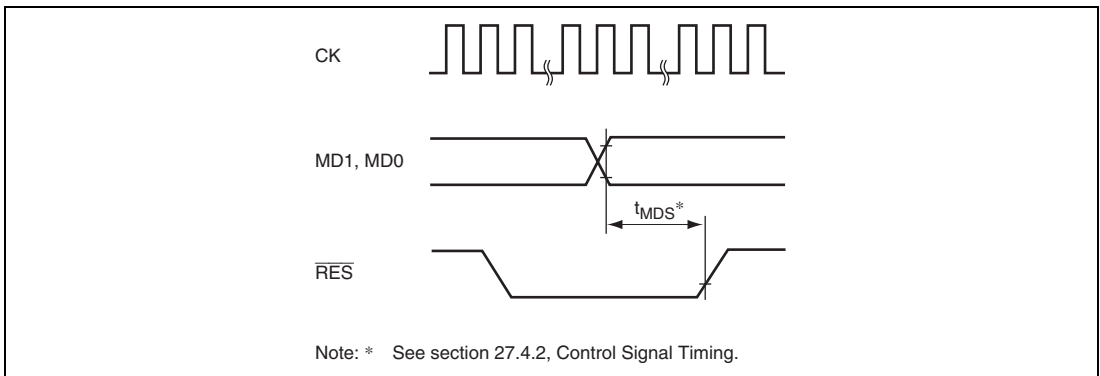 CK
MD1, MD0
tMDS*
RES
Note: * See section 27.4.2, Control Signal Timing.